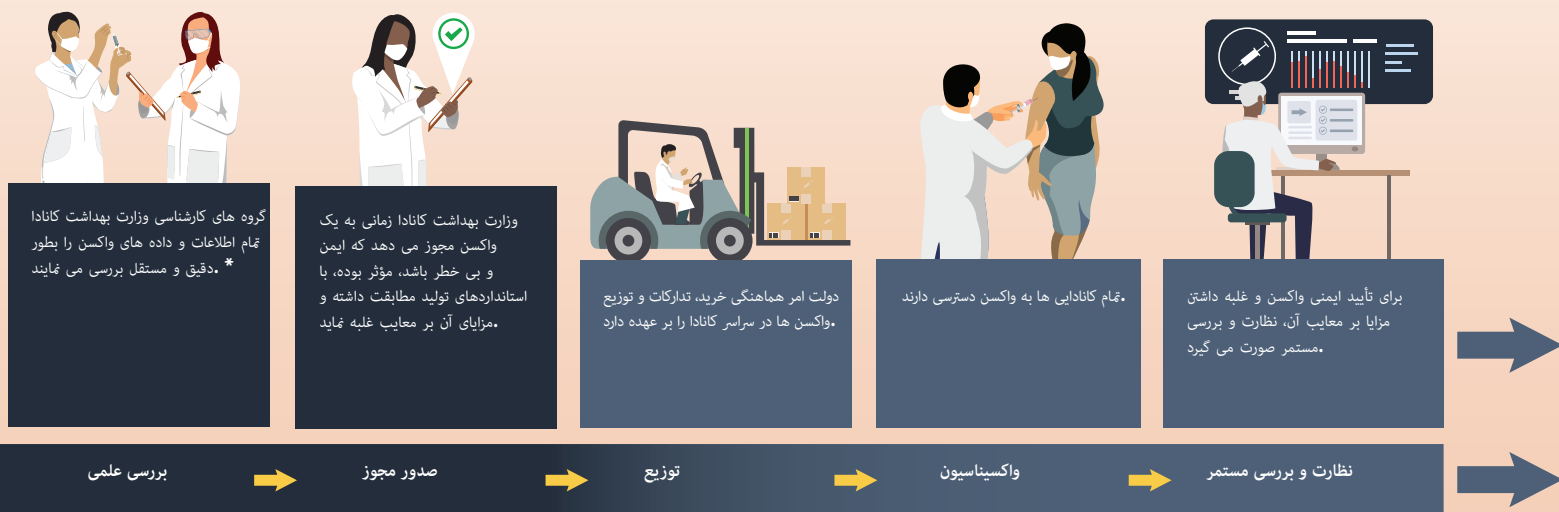 گروه های کارشناسی وزارت بهداشت کانادا
تمام اطلاعات و داده های واکسن را بطور
دقیق و مستقل بررسی می نمایند. *
وزارت بهداشت کانادا زمانی به یک
واکسن مجوز می دهد که ایمن
و بی خطر باشد، مؤثر بوده، با
استانداردهای تولید مطابقت داشته و
مزایای آن بر معایب غلبه نماید.
دولت امر هماهنگی خرید، تدارکات و توزیع
واکسن ها در سراسر کانادا را بر عهده دارد.
تمام کانادایی ها به واکسن دسترسی دارند.
برای تأیید ایمنی واکسن و غلبه داشتن
مزایا بر معایب آن، نظارت و بررسی
مستمر صورت می گیرد.
بررسی علمی
صدور مجوز
توزیع
واکسیناسیون
نظارت و بررسی مستمر